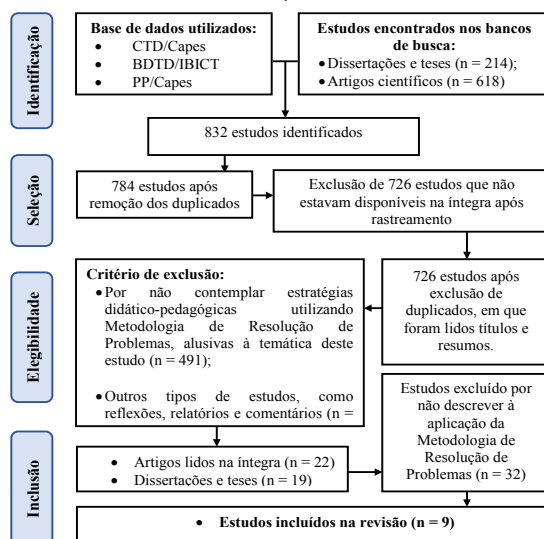 Identificação
Base de dados utilizados:
• CTD/Capes
• BDTD/IBICT
• PP/Capes
Estudos encontrados nos bancos
de busca:
• Dissertações e teses (n = 214);
• Artigos científicos (n = 618)
832 estudos identificados
Seleção
784 estudos após
remoção dos duplicados
Exclusão de 726 estudos que não
estavam disponíveis na íntegra após
rastreamento
Elegibilidade
Critério de exclusão:
• Por não contemplar estratégias
didático-pedagógicas utilizando
Metodologia de Resolução de
Problemas, alusivas à temática deste
estudo (n = 491);
• Outros tipos de estudos, como
reflexões, relatórios e comentários (n =
726 estudos após
exclusão de
duplicados, em que
foram lidos títulos e
resumos.
Estudos excluído por
não descrever à
aplicação da
Metodologia de
Resolução de
Problemas (n = 32)
Inclusão
• Artigos lidos na íntegra (n = 22)
• Dissertações e teses (n = 19)
• Estudos incluídos na revisão (n = 9)